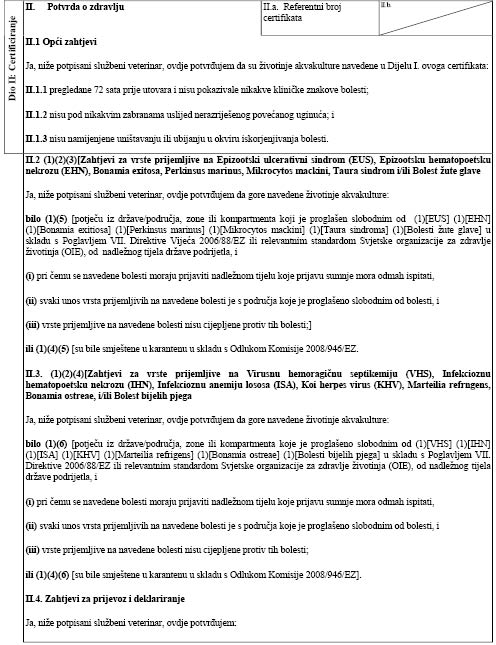 II. Potvrda o zdravlju
II.a. Referentni broj
certifikata
II.b.
Dio II: Certificiranje
II.1 Opći zahtjevi
Ja, niže potpisani službeni veterinar, ovdje potvrđujem da su životinje akvakulture navedene u Dijelu I. ovoga certifikata:
II.1.1 pregledane 72 sata prije utovara i nisu pokazivale nikakve kliničke znakove bolesti;
II.1.2 nisu pod nikakvim zabranama uslijed nerazriješenog povećanog uginuća; i
II.1.3 nisu namijenjene uništavanju ili ubijanju u okviru iskorjenjivanja bolesti.
II.2 (1)(2)(3)[Zahtjevi za vrste prijemljive na Epizootski ulcerativni sindrom (EUS), Epizootsku hematopoetsku
nekrozu (EHN), Bonamia exitosa, Perkinsus marinus, Mikrocytos mackini, Taura sindrom i/ili Bolest žute glave
Ja, niže potpisani službeni veterinar, ovdje potvrđujem da gore navedene životinje akvakulture:
bilo (1)(5) [potječu iz države/područja, zone ili kompartmenta koji je proglašen slobodnim od (1)[EUS] (1)[EHN]
(1)[Bonamia exitiosa] (1)[Perkinsus marinus] (1)[Mikrocytos mackini] (1)[Taura sindroma] (1)[Bolesti žute glave] u
skladu s Poglavljem VII. Direktive Vijeća 2006/88/EZ ili relevantnim standardom Svjetske organizacije za zdravlje
životinja (OIE), od nadležnog tijela države podrijetla, i
(i) pri čemu se navedene bolesti moraju prijaviti nadležnom tijelu koje prijavu sumnje mora odmah ispitati,
(ii) svaki unos vrsta prijemljivih na navedene bolesti je s područja koje je proglašeno slobodnim od bolesti, i
(iii) vrste prijemljive na navedene bolesti nisu cijepljene protiv tih bolesti;]
ili (1)(4)(5) [su bile smještene u karantenu u skladu s Odlukom Komisije 2008/946/EZ.
II.3. (1)(2)(4)[Zahtjevi za vrste prijemljive na Virusnu hemoragičnu septikemiju (VHS), Infekcioznu
hematopoetsku nekrozu (IHN), Infekcioznu anemiju lososa (ISA), Koi herpes virus (KHV), Marteilia refrngens,
Bonamia ostreae, i/ili Bolest bijelih pjega
Ja, niže potpisani službeni veterinar, ovdje potvrđujem da gore navedene životinje akvakulture:
bilo (1)(6) [potječu iz države/područja, zone ili kompartmenta koje je proglašeno slobodnim od (1)[VHS] (1)[IHN]
(1)[ISA] (1)[KHV] (1)[Marteilia refrigens] (1)[Bonamia ostreae] (1)[Bolesti bijelih pjega] u skladu s Poglavljem VII.
Direktive 2006/88/EZ ili relevantnim standardom Svjetske organizacije za zdravlje životinja (OIE), od nadležnog tijela
države podrijetla, i
(i) pri čemu se navedene bolesti moraju prijaviti nadležnom tijelu koje prijavu sumnje mora odmah ispitati,
(ii) svaki unos vrsta prijemljivih na navedene bolesti je s područja koje je proglašeno slobodnim od bolesti, i
(iii) vrste prijemljive na navedene bolesti nisu cijepljene protiv tih bolesti;
ili (1)(4)(6) [su bile smještene u karantenu u skladu s Odlukom Komisije 2008/946/EZ].
II.4. Zahtjevi za prijevoz i deklariranje
Ja, niže potpisani službeni veterinar, ovdje potvrđujem: